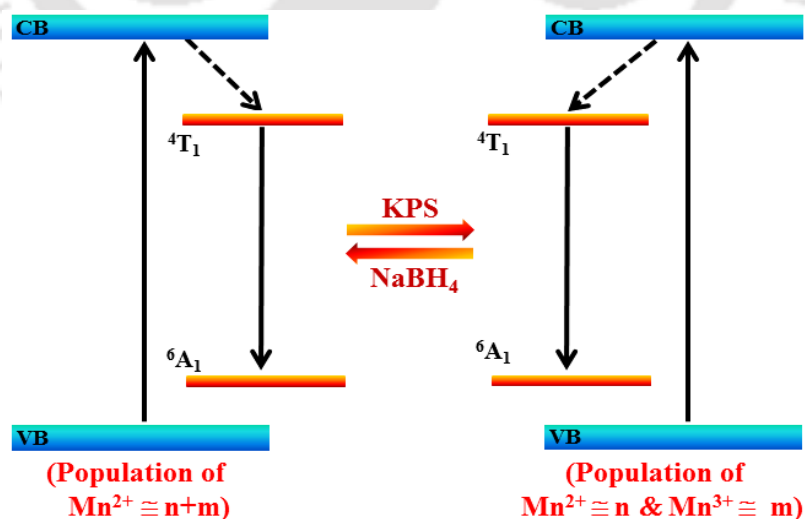 CB
CB
⁴T₁
⁴T₁
KPS
NaBH₄
⁶A₁
⁶A₁
VB
VB
(Population of
Mn²⁺ ≅ n+m)
(Population of
Mn²⁺ ≅ n & Mn³⁺ ≅ m)